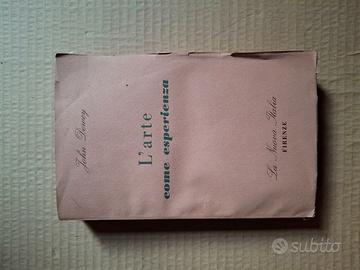 John Dewey
L'arte
come esperienza
La Nuova Italia
FIRENZE
subito